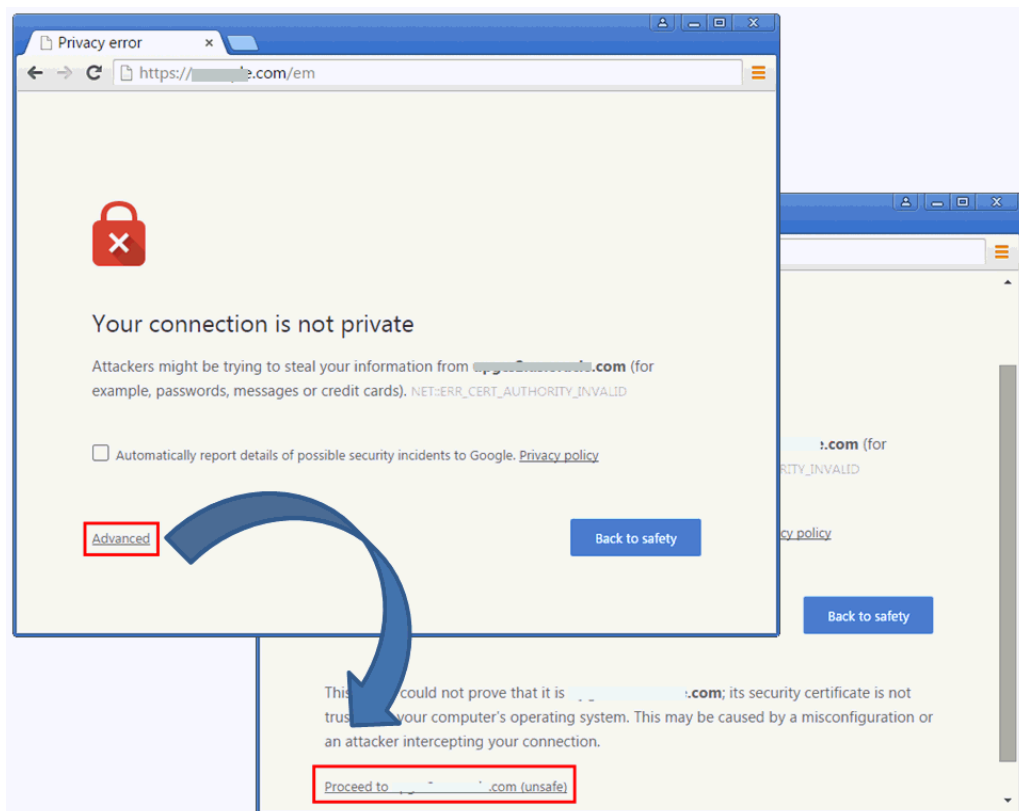 Privacy error
https:// .com/em
Your connection is not private
Attackers might be trying to steal your information from .com (for
example, passwords, messages or credit cards). NET::ERR_CERT_AUTHORITY_INVALID
Automatically report details of possible security incidents to Google. Privacy policy
Advanced
Back to safety
.com (for
RITY_INVALID
cy policy
Back to safety
This could not prove that it is .com; its security certificate is not
your computer's operating system. This may be caused by a misconfiguration or
an attacker intercepting your connection.
Proceed to .com (unsafe)